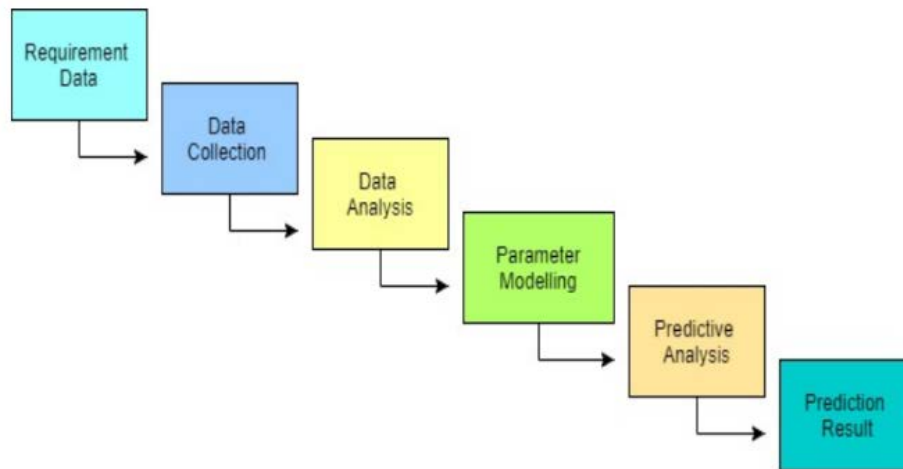 Requirement
Data
Data
Collection
Data
Analysis
Parameter
Modelling
Predictive
Analysis
Prediction
Result